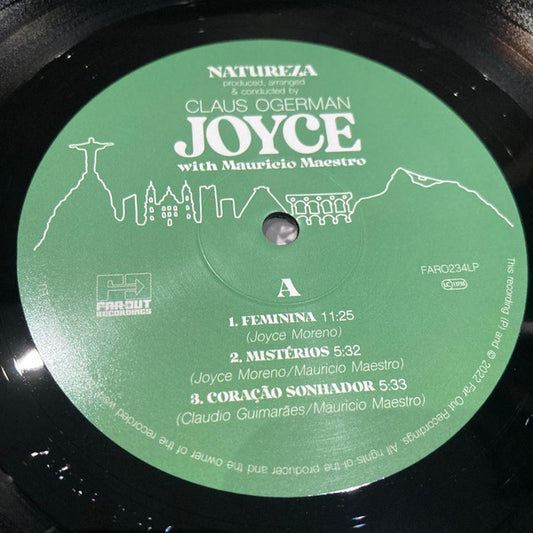 NATUREZA
produced, arranged
& conducted by
CLAUS OGERMAN
JOYCE
with Mauricio Maestro
FARO234LP
LC
FAR OUT
RECORDINGS
A
1. FEMININA 11:25
(Joyce Moreno)
2. MISTÉRIOS 5:32
(Joyce Moreno/Mauricio Maestro)
3. CORAÇÃO SONHADOR 5:33
(Claudio Guimarães/Mauricio Maestro)
This recording (P) and © 2022 Far Out Recordings. All rights of the producer and the owner of the recorded